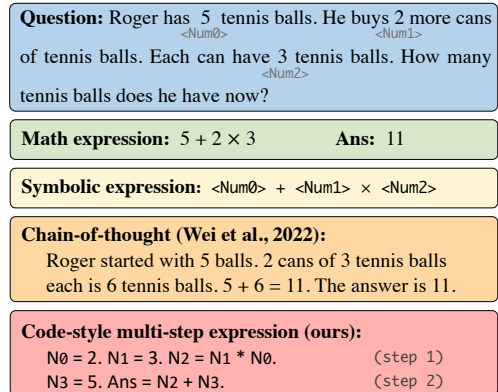 Question: Roger has 5 tennis balls. He buys 2 more cans
<Num0> <Num1>
of tennis balls. Each can have 3 tennis balls. How many
<Num2>
tennis balls does he have now?
Math expression: 5 + 2 × 3 Ans: 11
Symbolic expression: <Num0> + <Num1> × <Num2>
Chain-of-thought (Wei et al., 2022):
Roger started with 5 balls. 2 cans of 3 tennis balls
each is 6 tennis balls. 5 + 6 = 11. The answer is 11.
Code-style multi-step expression (ours):
N0 = 2. N1 = 3. N2 = N1 * N0. (step 1)
N3 = 5. Ans = N2 + N3. (step 2)